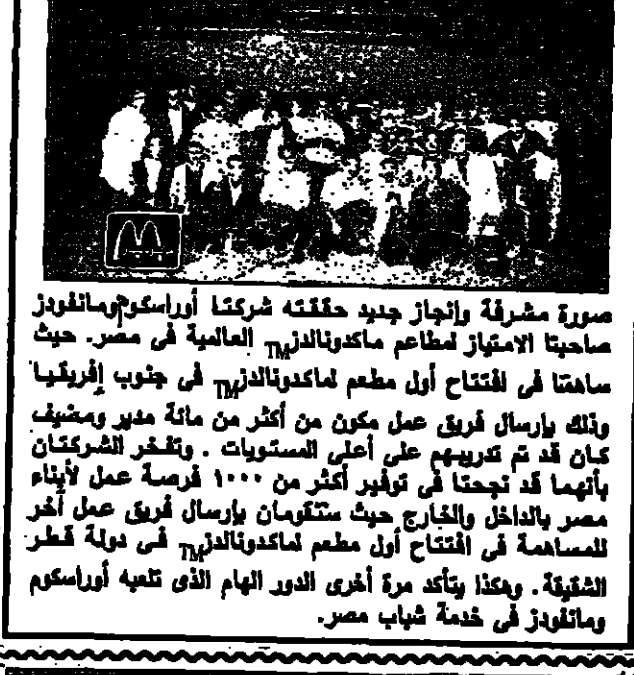 صورة مشرفة وإنجاز جديد حققته شركتا أوراسكوم ومانفودز
صاحبتا الامتياز لمطاعم ماكدونالدز TM العالمية فى مصر. حيث
ساهمتا فى افتتاح أول مطعم لماكدونالدز TM فى جنوب إفريقيا
وذلك بإرسال فريق عمل مكون من أكثر من مائة مدير ومضيف
كان قد تم تدريبهم على أعلى المستويات . وتفخر الشركتان
بأنهما قد نجحتا فى توفير أكثر من ١٠٠٠ فرصة عمل لأبناء
مصر بالداخل والخارج حيث ستقومان بإرسال فريق عمل آخر
للمساهمة فى افتتاح أول مطعم لماكدونالدز TM فى دولة قطر
الشقيقة . وهكذا يتأكد مرة أخرى الدور الهام الذى تلعبه أوراسكوم
ومانفودز فى خدمة شباب مصر.